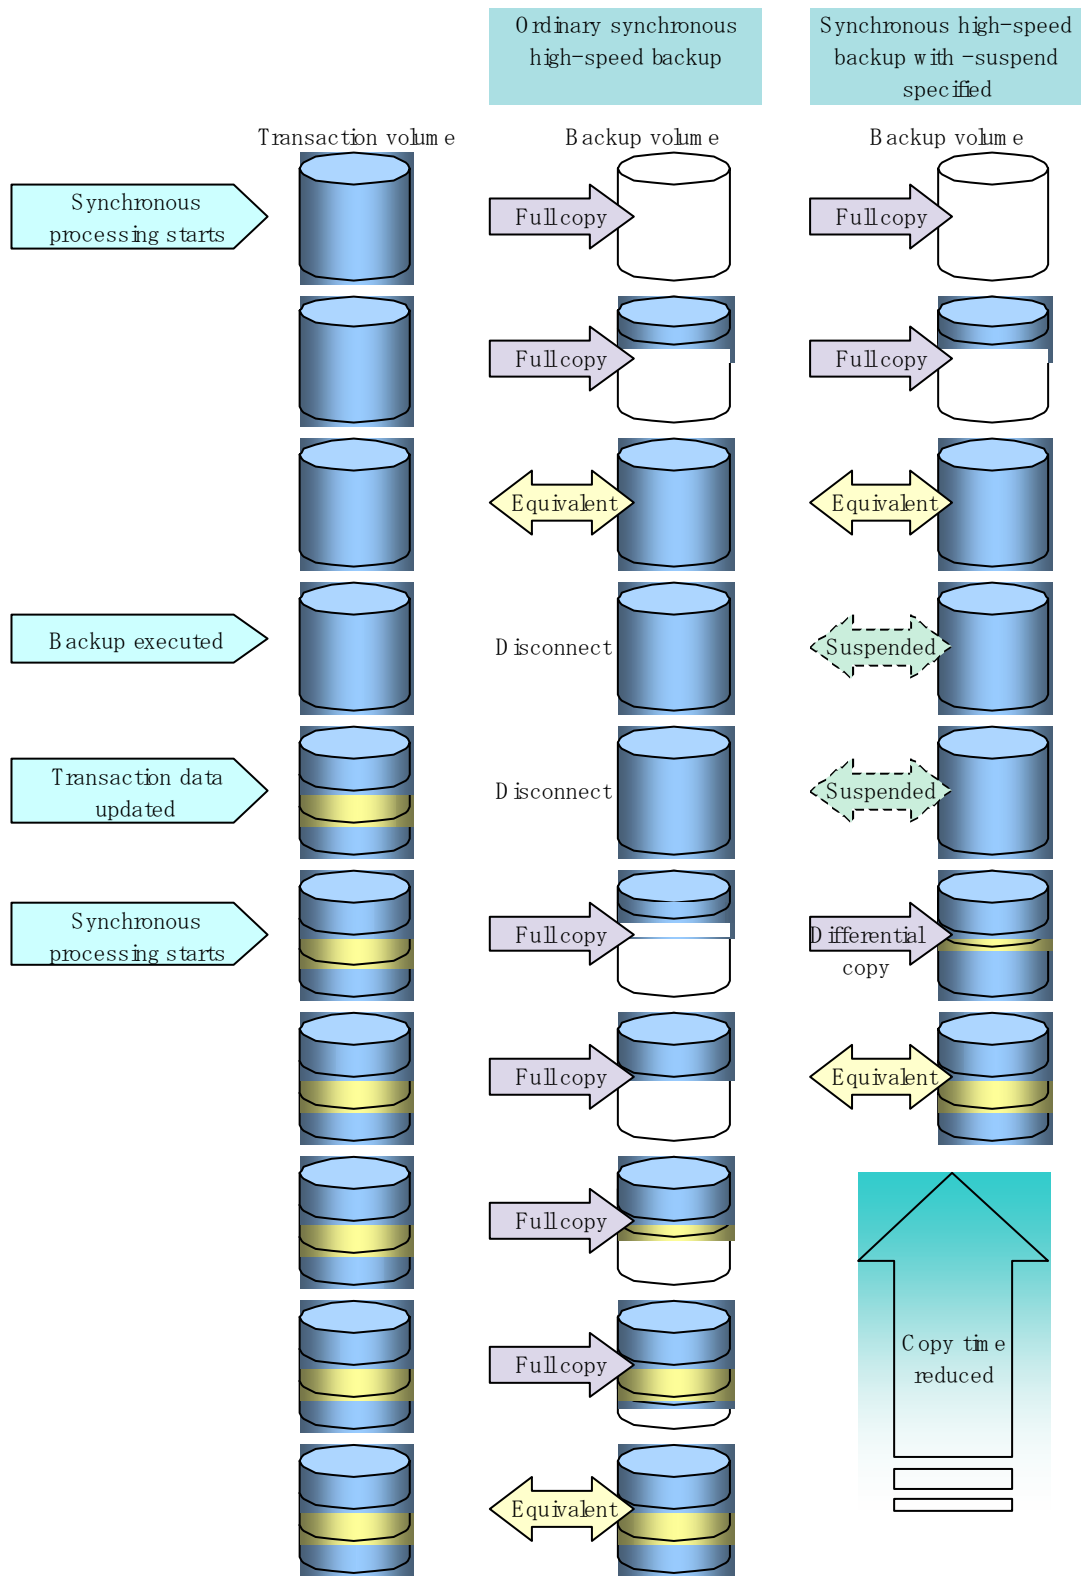 Ordinary synchronous
high-speed backup
Synchronous high-speed
backup with -suspend
specified
Transaction volume
Backup volume
Backup volume
Synchronous
processing starts
Full copy
Full copy
Full copy
Full copy
Equivalent
Equivalent
Backup executed
Disconnect
Suspended
Transaction data
updated
Disconnect
Suspended
Synchronous
processing starts
Full copy
Differential
copy
Full copy
Equivalent
Full copy
Full copy
Copy time
reduced
Equivalent